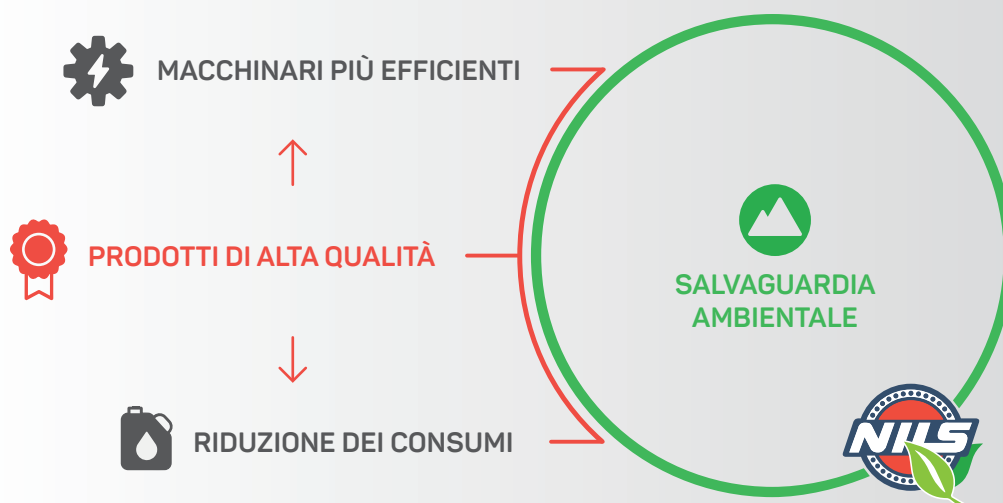 MACCHINARI PIÙ EFFICIENTI
PRODOTTI DI ALTA QUALITÀ
RIDUZIONE DEI CONSUMI
SALVAGUARDIA
AMBIENTALE
NILS